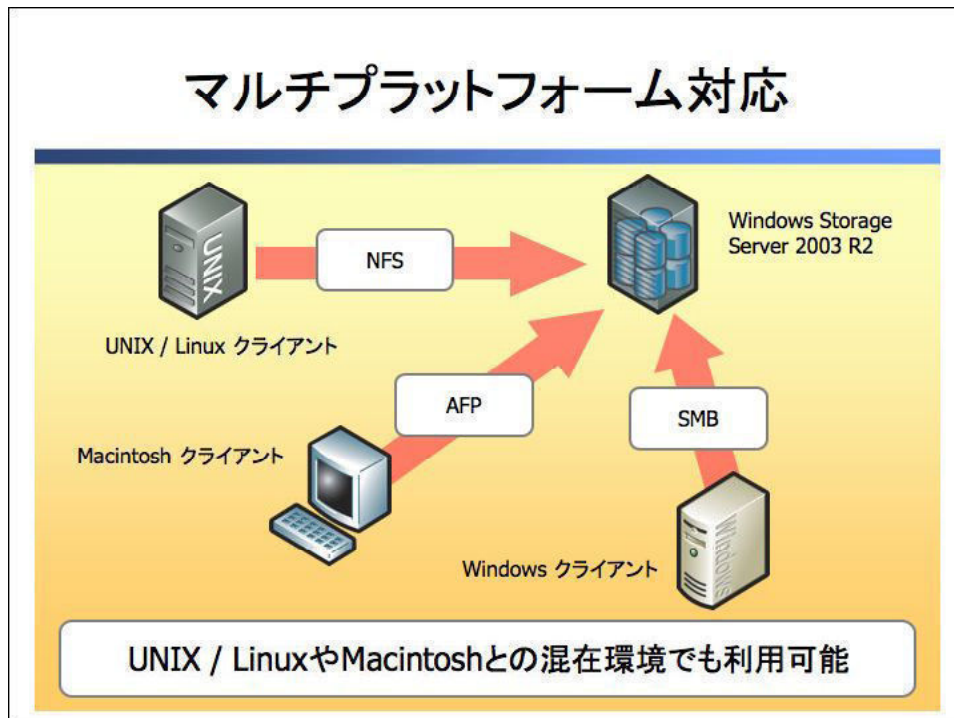 マルチプラットフォーム対応
UNIX
NFS
Windows Storage
Server 2003 R2
UNIX / Linux クライアント
AFP
SMB
Macintosh クライアント
Windows
Windows クライアント
UNIX / LinuxやMacintoshとの混在環境でも利用可能